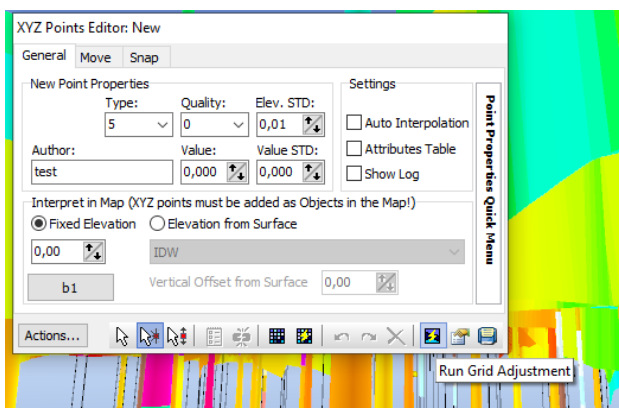 XYZ Points Editor: New
General Move Snap
New Point Properties
Type: Quality: Elev. STD:
5 0 0,01
Author: Value: Value STD:
test 0,000 0,000
Settings
Auto Interpolation
Attributes Table
Show Log
Point Properties Quick Menu
Interpret in Map (XYZ points must be added as Objects in the Map!)
Fixed Elevation Elevation from Surface
0,00 IDW
b1 Vertical Offset from Surface 0,00
Actions...
Run Grid Adjustment